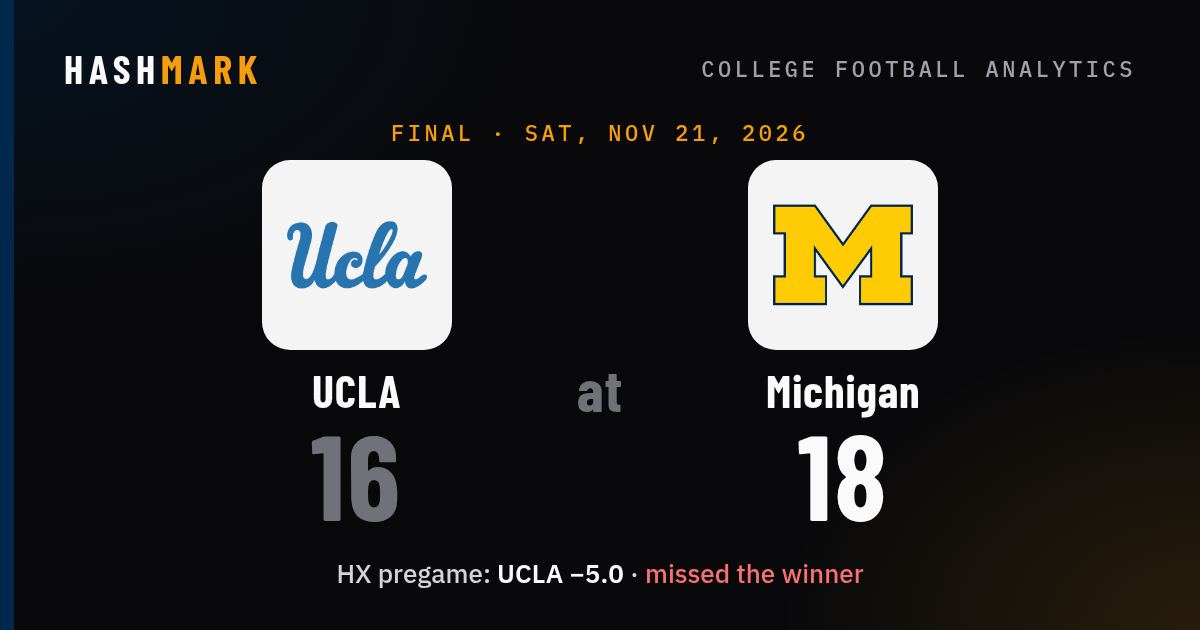 HASHMARK
COLLEGE FOOTBALL ANALYTICS
FINAL · SAT, NOV 21, 2026
Ucla
M
UCLA
at
Michigan
16
18
HX pregame: UCLA −5.0 · missed the winner